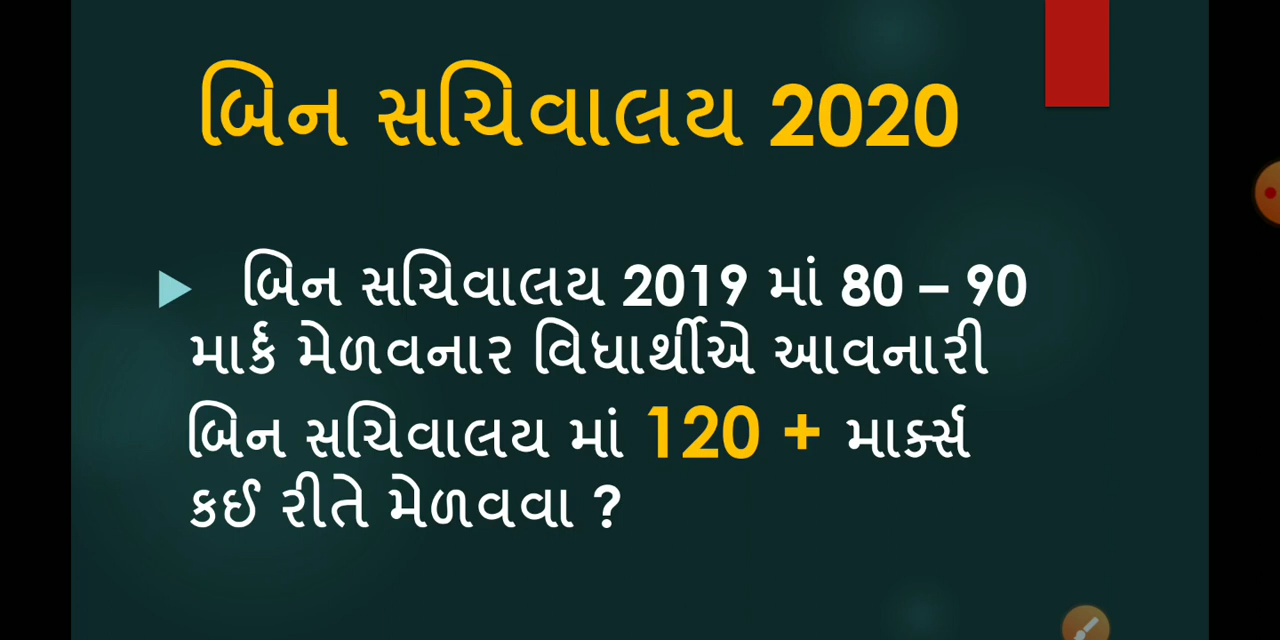 બિન સચિવાલય 2020
બિન સચિવાલય 2019 માં 80 – 90
માર્ક મેળવનાર વિધાર્થીએ આવનારી
બિન સચિવાલય માં 120 + માર્ક્સ
કઈ રીતે મેળવવા ?